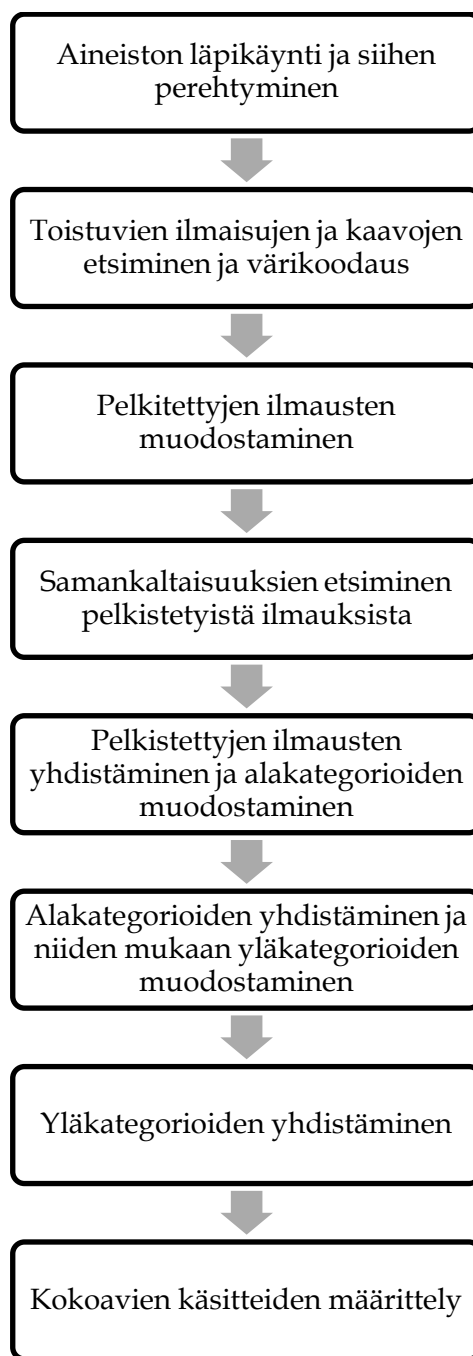 Aineiston läpikäynti ja siihen
perehtyminen
Toistuvien ilmaisujen ja kaavojen
etsiminen ja värikoodaus
Pelkitettyjen ilmausten
muodostaminen
Samankaltaisuuksien etsiminen
pelkistetyistä ilmauksista
Pelkistettyjen ilmausten
yhdistäminen ja alakategorioiden
muodostaminen
Alakategorioiden yhdistäminen ja
niiden mukaan yläkategorioiden
muodostaminen
Yläkategorioiden yhdistäminen
Kokoavien käsitteiden määrittely